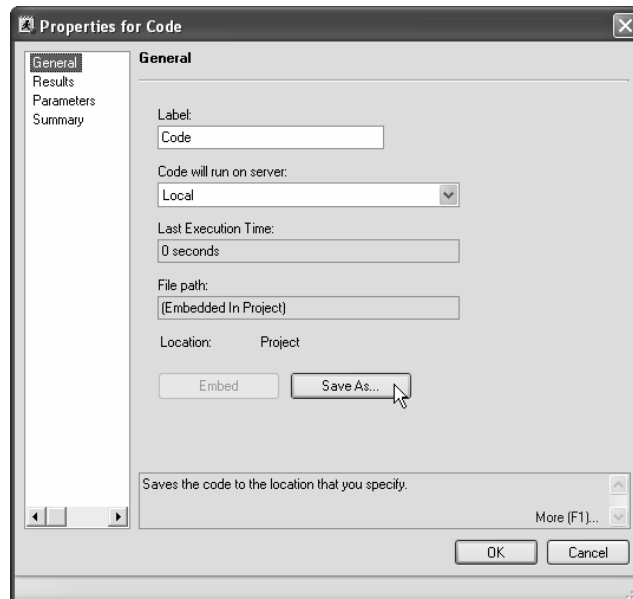 Properties for Code
General
Results
Parameters
Summary
General
Label:
Code
Code will run on server:
Local
Last Execution Time:
0 seconds
File path:
(Embedded In Project)
Location: Project
Embed Save As...
Saves the code to the location that you specify.
More (F1)...
OK Cancel